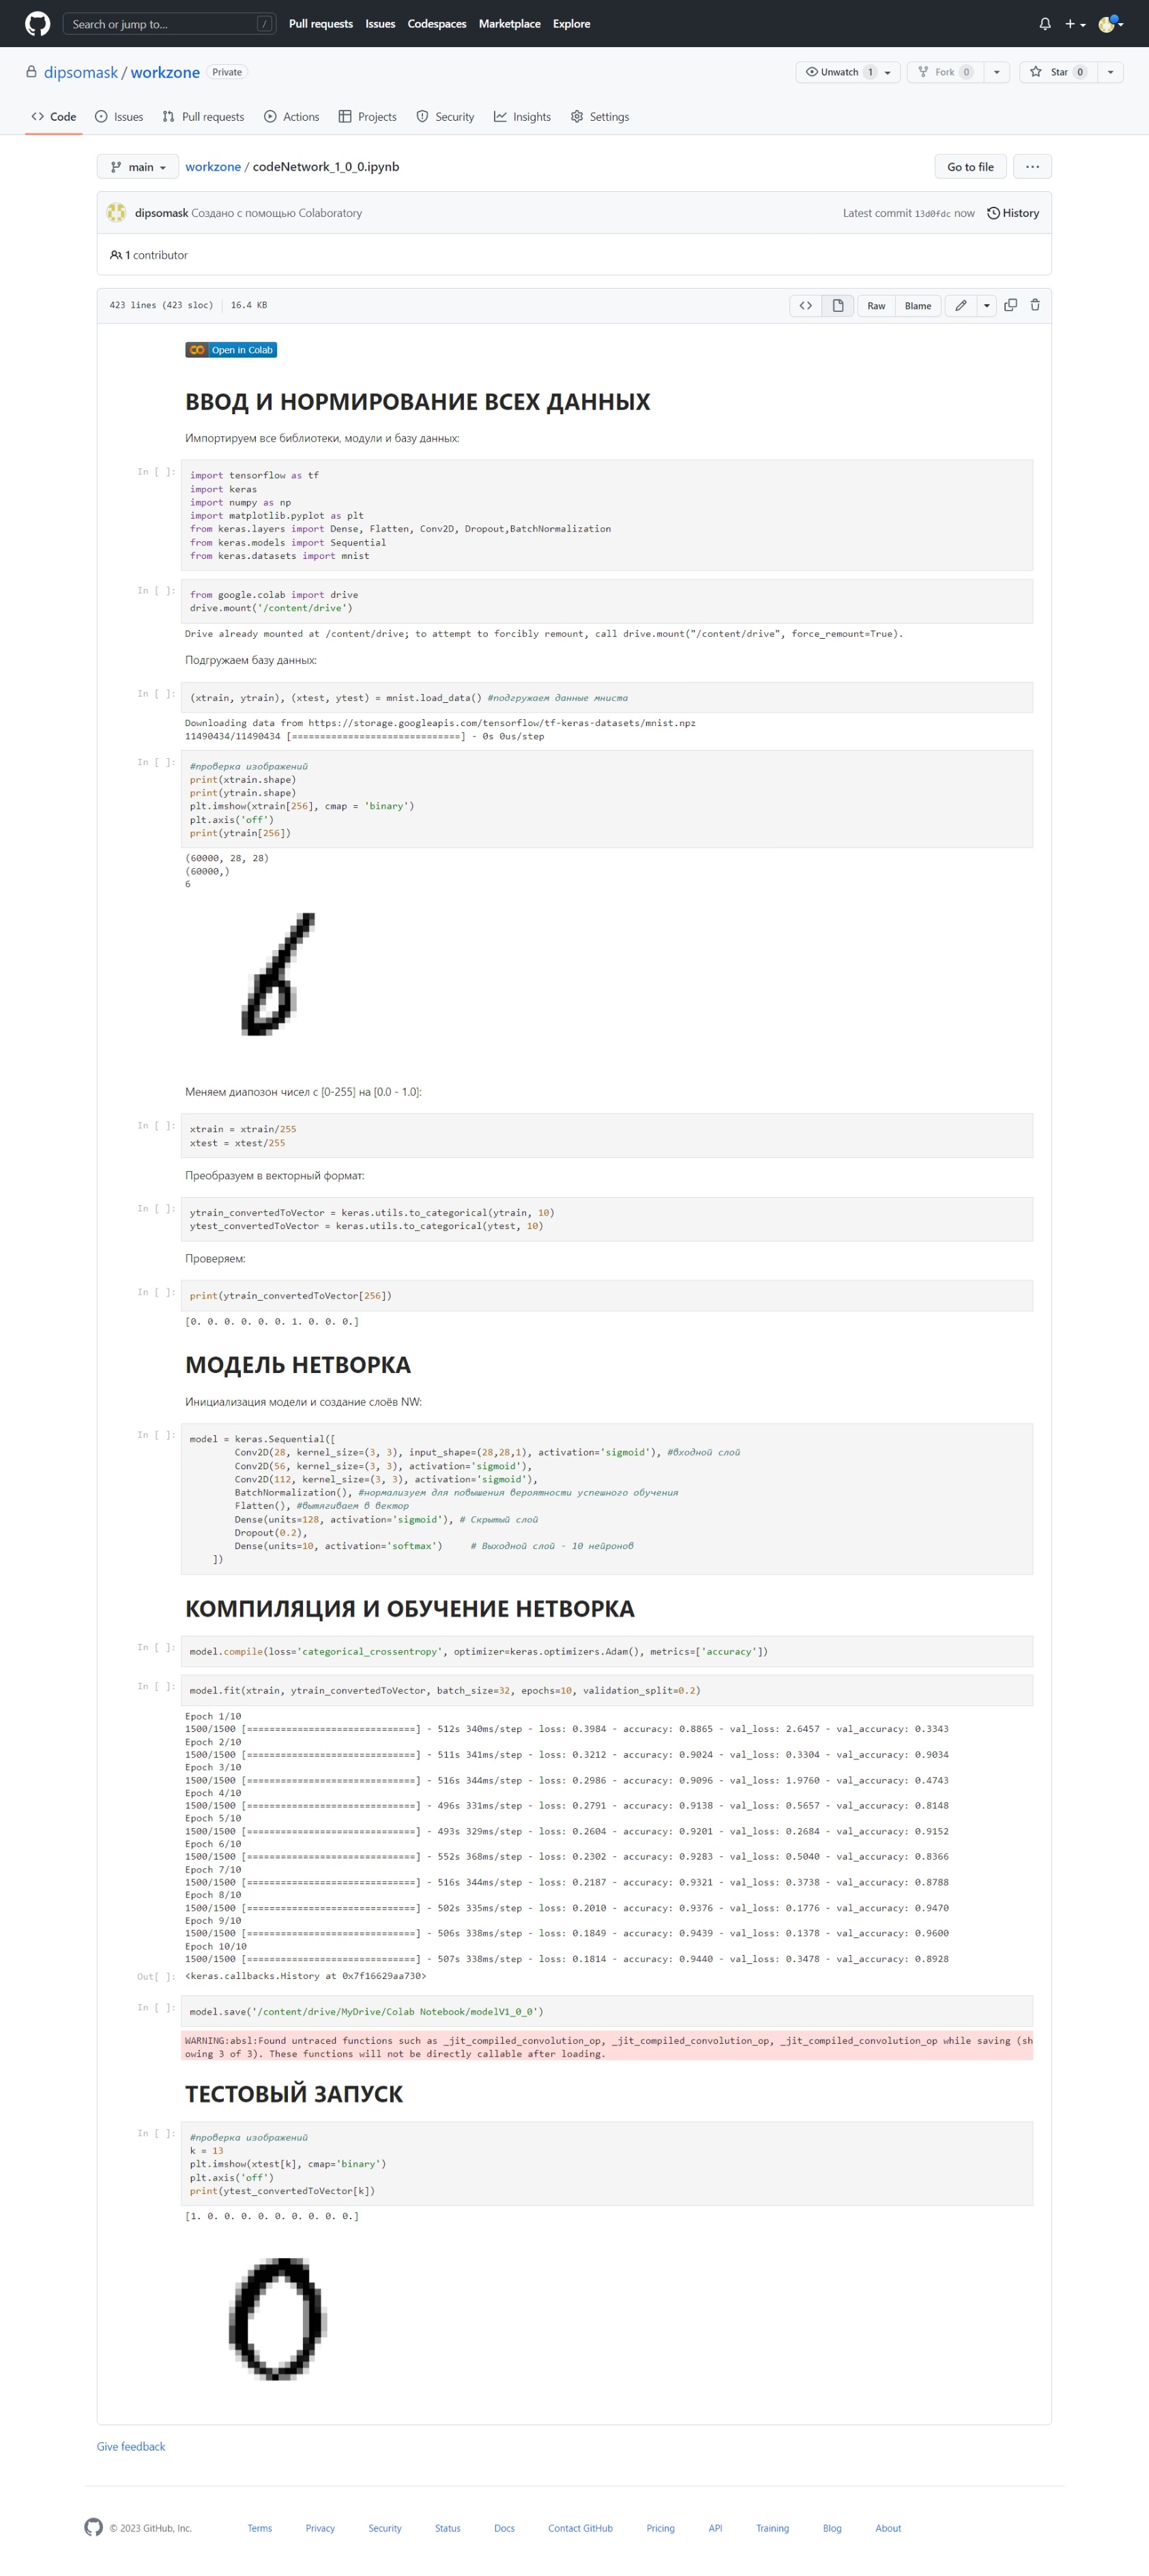 Search or jump to... / Pull requests Issues Codespaces Marketplace Explore
dipsomask / workzone Private Unwatch 1 Fork 0 Star 0
Code Issues Pull requests Actions Projects Security Insights Settings
main workzone / codeNetwork_1_0_0.ipynb Go to file ...
dipsomask Создано с помощью Colaboratory Latest commit 13d0fdc now History
1 contributor
423 lines (423 sloc) 16.4 KB <> Raw Blame
Open in Colab
ВВОД И НОРМИРОВАНИЕ ВСЕХ ДАННЫХ
Импортируем все библиотеки, модули и базу данных:
In [ ]: import tensorflow as tf
import keras
import numpy as np
import matplotlib.pyplot as plt
from keras.layers import Dense, Flatten, Conv2D, Dropout,BatchNormalization
from keras.models import Sequential
from keras.datasets import mnist
In [ ]: from google.colab import drive
drive.mount('/content/drive')
Drive already mounted at /content/drive; to attempt to forcibly remount, call drive.mount("/content/drive", force_remount=True).
Подгружаем базу данных:
In [ ]: (xtrain, ytrain), (xtest, ytest) = mnist.load_data() #подгружаем данные мниста
Downloading data from https://storage.googleapis.com/tensorflow/tf-keras-datasets/mnist.npz
11490434/11490434 [==============================] - 0s 0us/step
In [ ]: #проверка изображений
print(xtrain.shape)
print(ytrain.shape)
plt.imshow(xtrain[256], cmap = 'binary')
plt.axis('off')
print(ytrain[256])
(60000, 28, 28)
(60000,)
6
6
Меняем диапозон чисел с [0-255] на [0.0 - 1.0]:
In [ ]: xtrain = xtrain/255
xtest = xtest/255
Преобразуем в векторный формат:
In [ ]: ytrain_convertedToVector = keras.utils.to_categorical(ytrain, 10)
ytest_convertedToVector = keras.utils.to_categorical(ytest, 10)
Проверяем:
In [ ]: print(ytrain_convertedToVector[256])
[0. 0. 0. 0. 0. 0. 1. 0. 0. 0.]
МОДЕЛЬ НЕТВОРКА
Инициализация модели и создание слоёв NW:
In [ ]: model = keras.Sequential([
Conv2D(28, kernel_size=(3, 3), input_shape=(28,28,1), activation='sigmoid'), #входной слой
Conv2D(56, kernel_size=(3, 3), activation='sigmoid'),
Conv2D(112, kernel_size=(3, 3), activation='sigmoid'),
BatchNormalization(), #нормализуем для повышения вероятности успешного обучения
Flatten(), #вытягиваем в вектор
Dense(units=128, activation='sigmoid'), # Скрытый слой
Dropout(0.2),
Dense(units=10, activation='softmax') # Выходной слой - 10 нейронов
])
КОМПИЛЯЦИЯ И ОБУЧЕНИЕ НЕТВОРКА
In [ ]: model.compile(loss='categorical_crossentropy', optimizer=keras.optimizers.Adam(), metrics=['accuracy'])
In [ ]: model.fit(xtrain, ytrain_convertedToVector, batch_size=32, epochs=10, validation_split=0.2)
Epoch 1/10
1500/1500 [==============================] - 512s 340ms/step - loss: 0.3984 - accuracy: 0.8865 - val_loss: 2.6457 - val_accuracy: 0.3343
Epoch 2/10
1500/1500 [==============================] - 511s 341ms/step - loss: 0.3212 - accuracy: 0.9024 - val_loss: 0.3304 - val_accuracy: 0.9034
Epoch 3/10
1500/1500 [==============================] - 516s 344ms/step - loss: 0.2986 - accuracy: 0.9096 - val_loss: 1.9760 - val_accuracy: 0.4743
Epoch 4/10
1500/1500 [==============================] - 496s 331ms/step - loss: 0.2791 - accuracy: 0.9138 - val_loss: 0.5657 - val_accuracy: 0.8148
Epoch 5/10
1500/1500 [==============================] - 493s 329ms/step - loss: 0.2604 - accuracy: 0.9201 - val_loss: 0.2684 - val_accuracy: 0.9152
Epoch 6/10
1500/1500 [==============================] - 552s 368ms/step - loss: 0.2302 - accuracy: 0.9283 - val_loss: 0.5040 - val_accuracy: 0.8366
Epoch 7/10
1500/1500 [==============================] - 516s 344ms/step - loss: 0.2187 - accuracy: 0.9321 - val_loss: 0.3738 - val_accuracy: 0.8788
Epoch 8/10
1500/1500 [==============================] - 502s 335ms/step - loss: 0.2010 - accuracy: 0.9376 - val_loss: 0.1776 - val_accuracy: 0.9470
Epoch 9/10
1500/1500 [==============================] - 506s 338ms/step - loss: 0.1849 - accuracy: 0.9439 - val_loss: 0.1378 - val_accuracy: 0.9600
Epoch 10/10
1500/1500 [==============================] - 507s 338ms/step - loss: 0.1814 - accuracy: 0.9440 - val_loss: 0.3478 - val_accuracy: 0.8928
Out[ ]: <keras.callbacks.History at 0x7f16629aa730>
In [ ]: model.save('/content/drive/MyDrive/Colab Notebook/modelV1_0_0')
WARNING:absl:Found untraced functions such as _jit_compiled_convolution_op, _jit_compiled_convolution_op, _jit_compiled_convolution_op while saving (sh
owing 3 of 3). These functions will not be directly callable after loading.
ТЕСТОВЫЙ ЗАПУСК
In [ ]: #проверка изображений
k = 13
plt.imshow(xtest[k], cmap='binary')
plt.axis('off')
print(ytest_convertedToVector[k])
[1. 0. 0. 0. 0. 0. 0. 0. 0. 0.]
0
Give feedback
© 2023 GitHub, Inc. Terms Privacy Security Status Docs Contact GitHub Pricing API Training Blog About